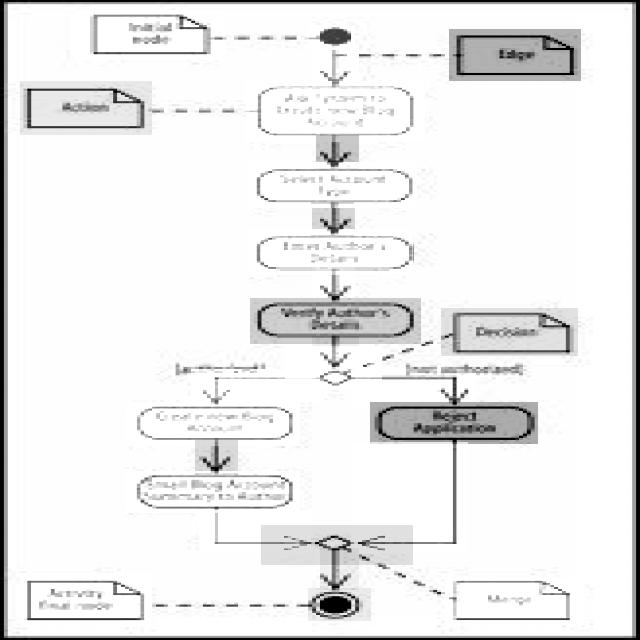 Initial
node
Edge
Action
Ask System to
Create new Blog
Account
Select Account
Type
Enter Author's
Details
Verify Author's
Details
Decision
[authorized]
[not authorized]
Create new Blog
Account
Reject
Application
Email Blog Account
Summary to Author
Activity
final node
Merge